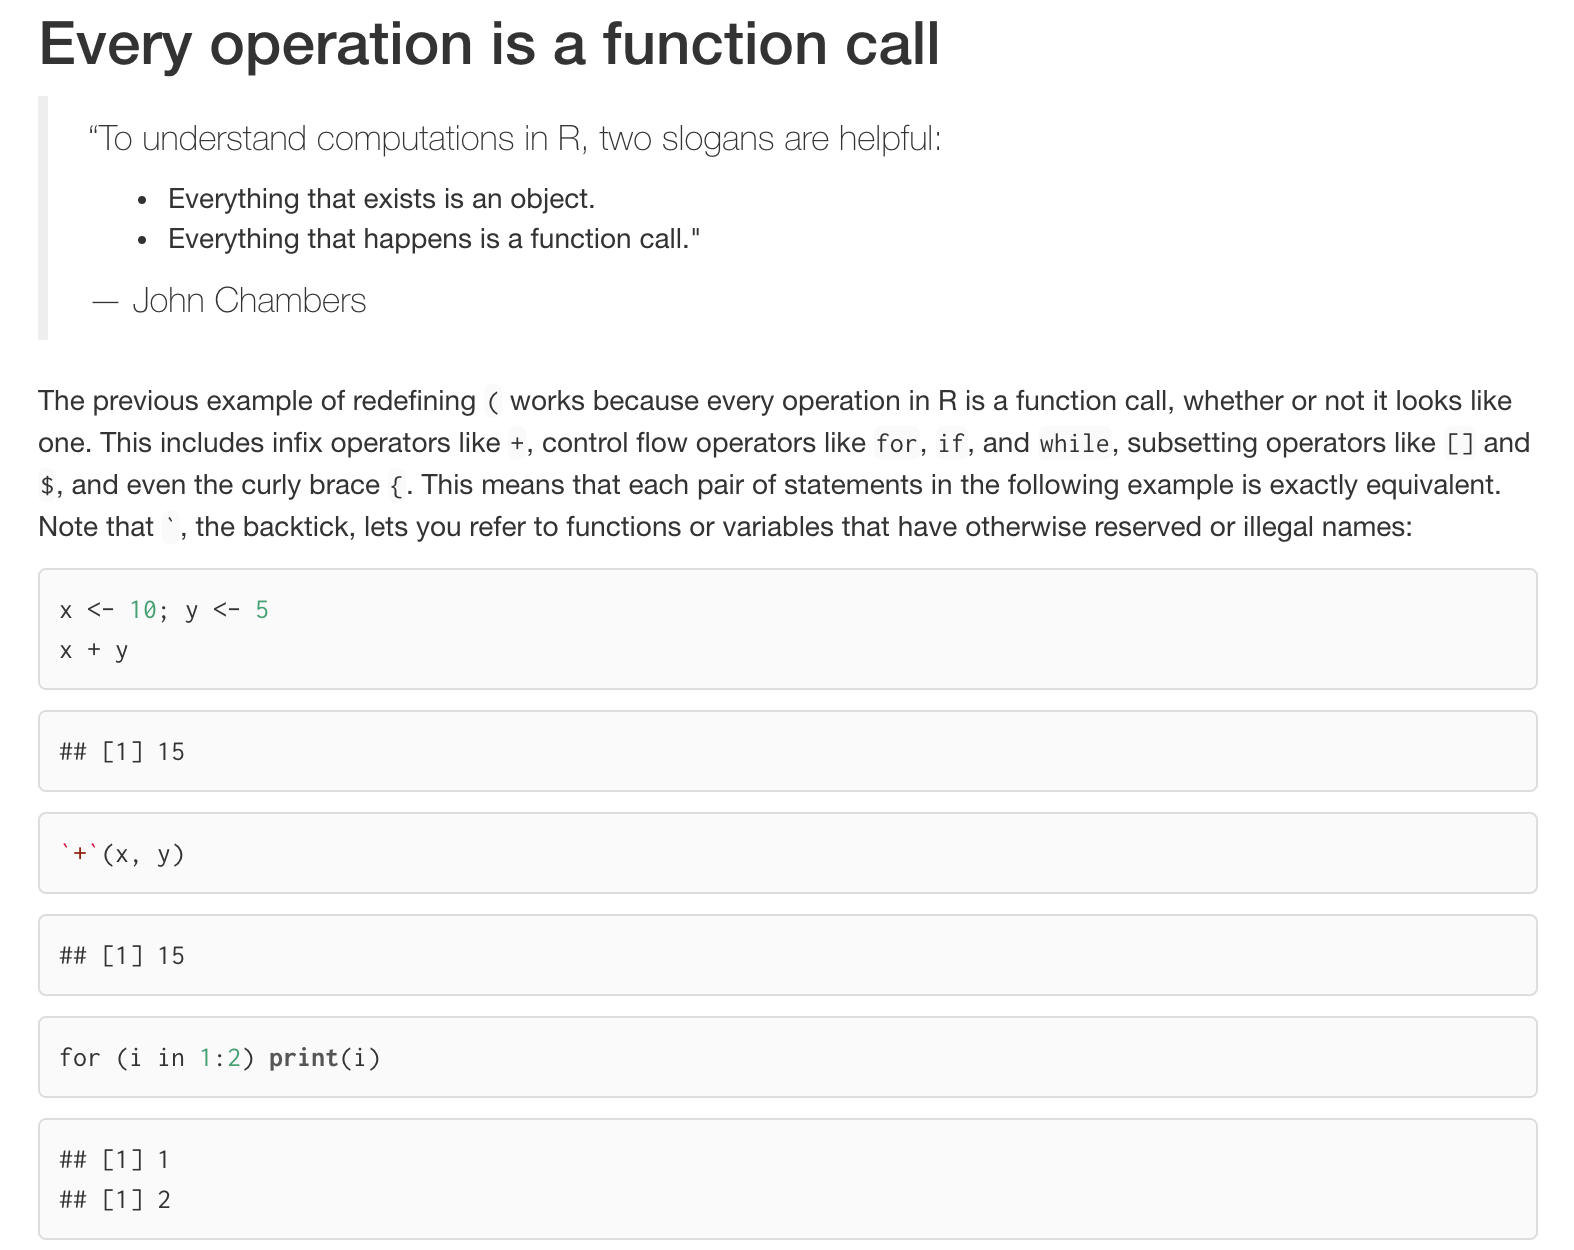 Every operation is a function call
“To understand computations in R, two slogans are helpful:
• Everything that exists is an object.
• Everything that happens is a function call."
— John Chambers
The previous example of redefining ( works because every operation in R is a function call, whether or not it looks like
one. This includes infix operators like +, control flow operators like for, if, and while, subsetting operators like [] and
$, and even the curly brace {. This means that each pair of statements in the following example is exactly equivalent.
Note that `, the backtick, lets you refer to functions or variables that have otherwise reserved or illegal names:
x <- 10; y <- 5
x + y
## [1] 15
`+`(x, y)
## [1] 15
for (i in 1:2) print(i)
## [1] 1
## [1] 2